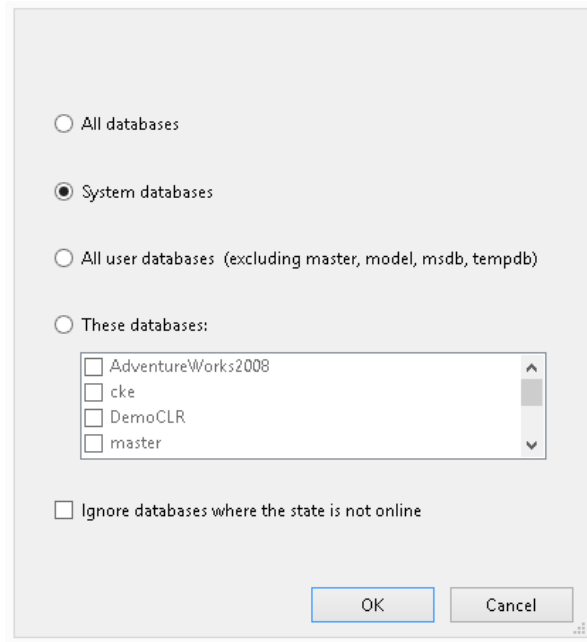 All databases
System databases
All user databases (excluding master, model, msdb, tempdb)
These databases:
AdventureWorks2008
cke
DemoCLR
master
Ignore databases where the state is not online
OK Cancel